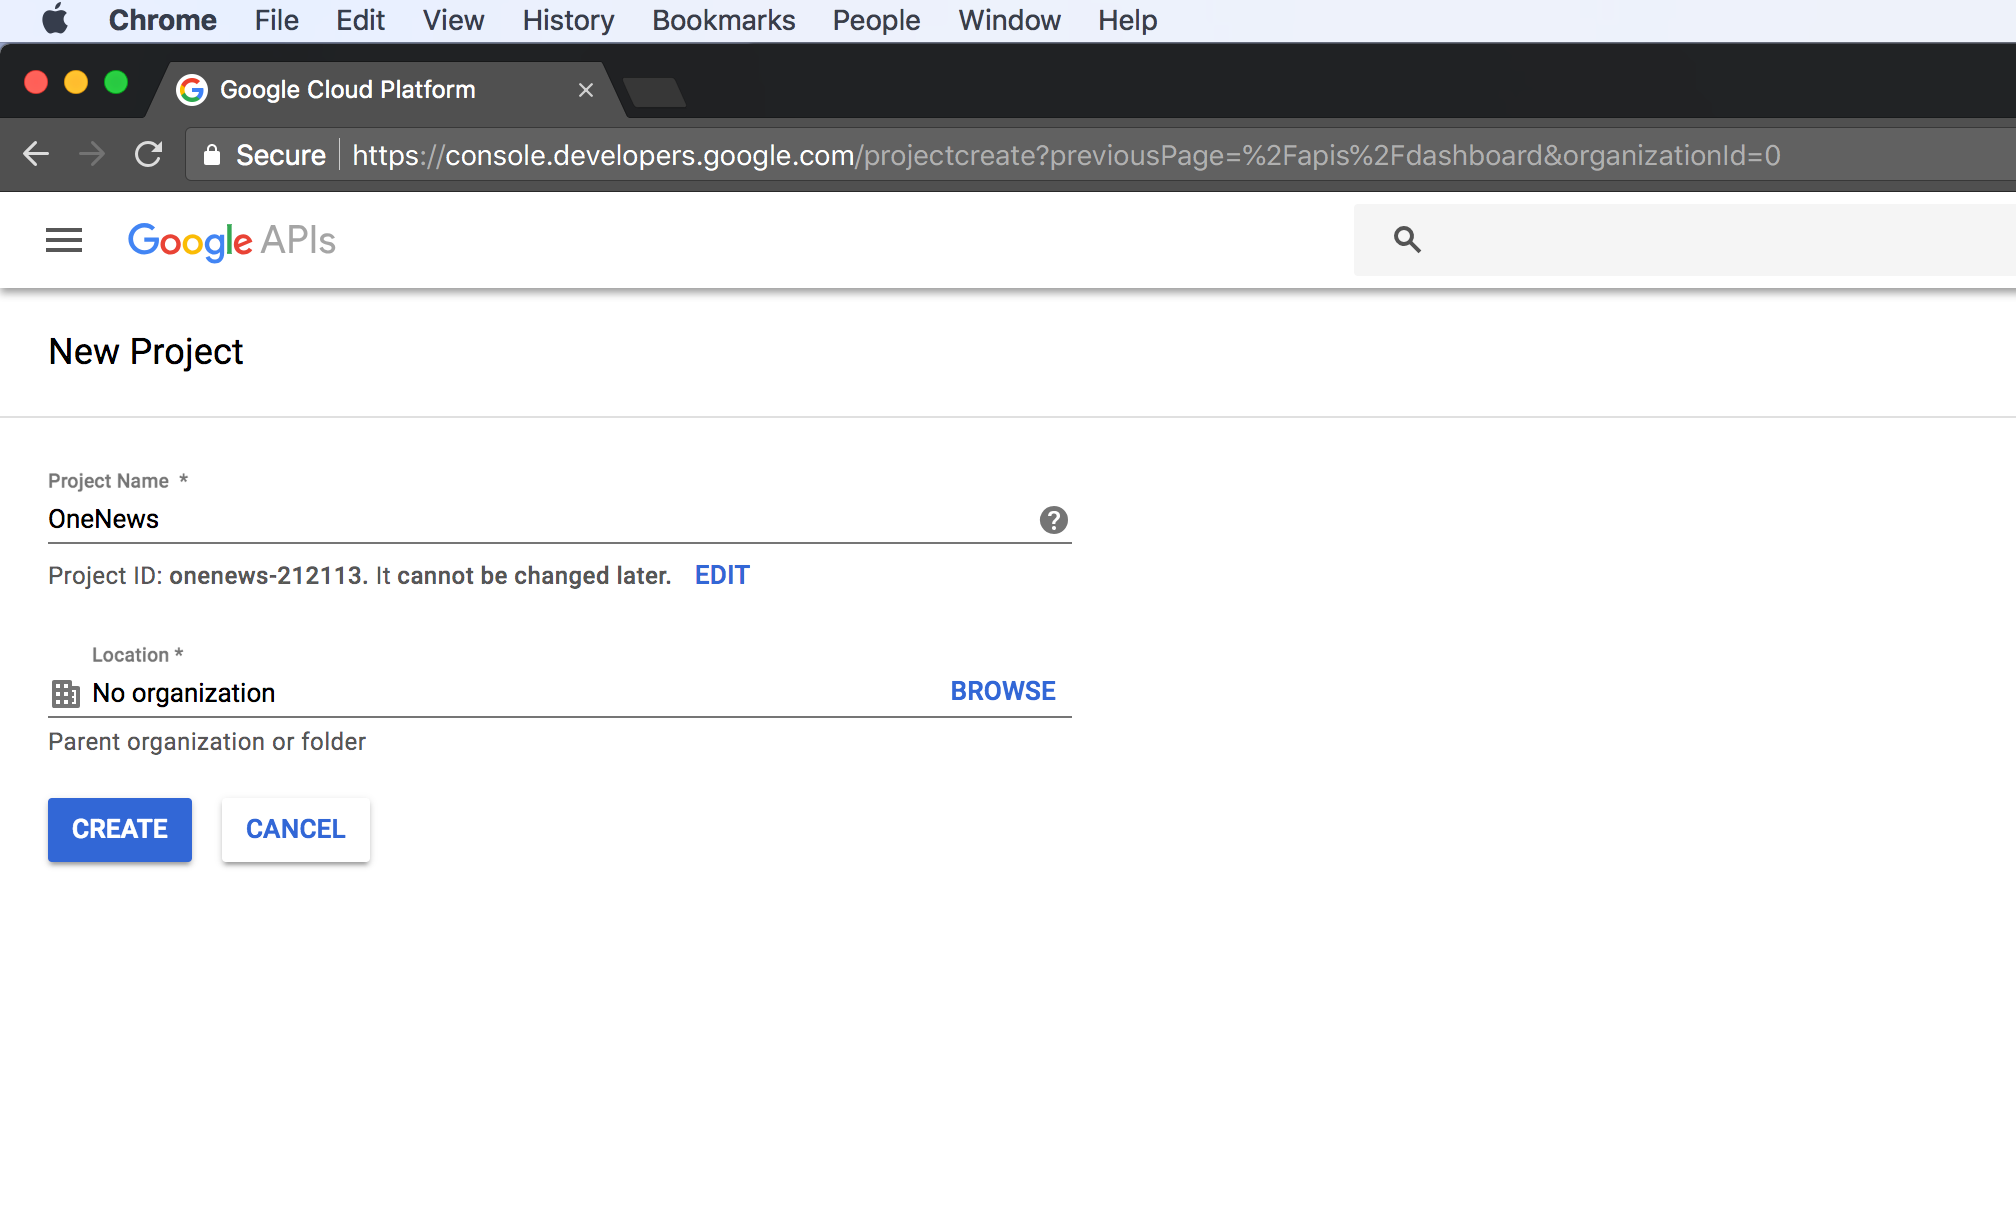 Chrome File Edit View History Bookmarks People Window Help
Google Cloud Platform
Secure https://console.developers.google.com/projectcreate?previousPage=%2Fapis%2Fdashboard&organizationId=0
Google APIs
New Project
Project Name *
OneNews
Project ID: onenews-212113. It cannot be changed later. EDIT
Location *
No organization BROWSE
Parent organization or folder
CREATE CANCEL